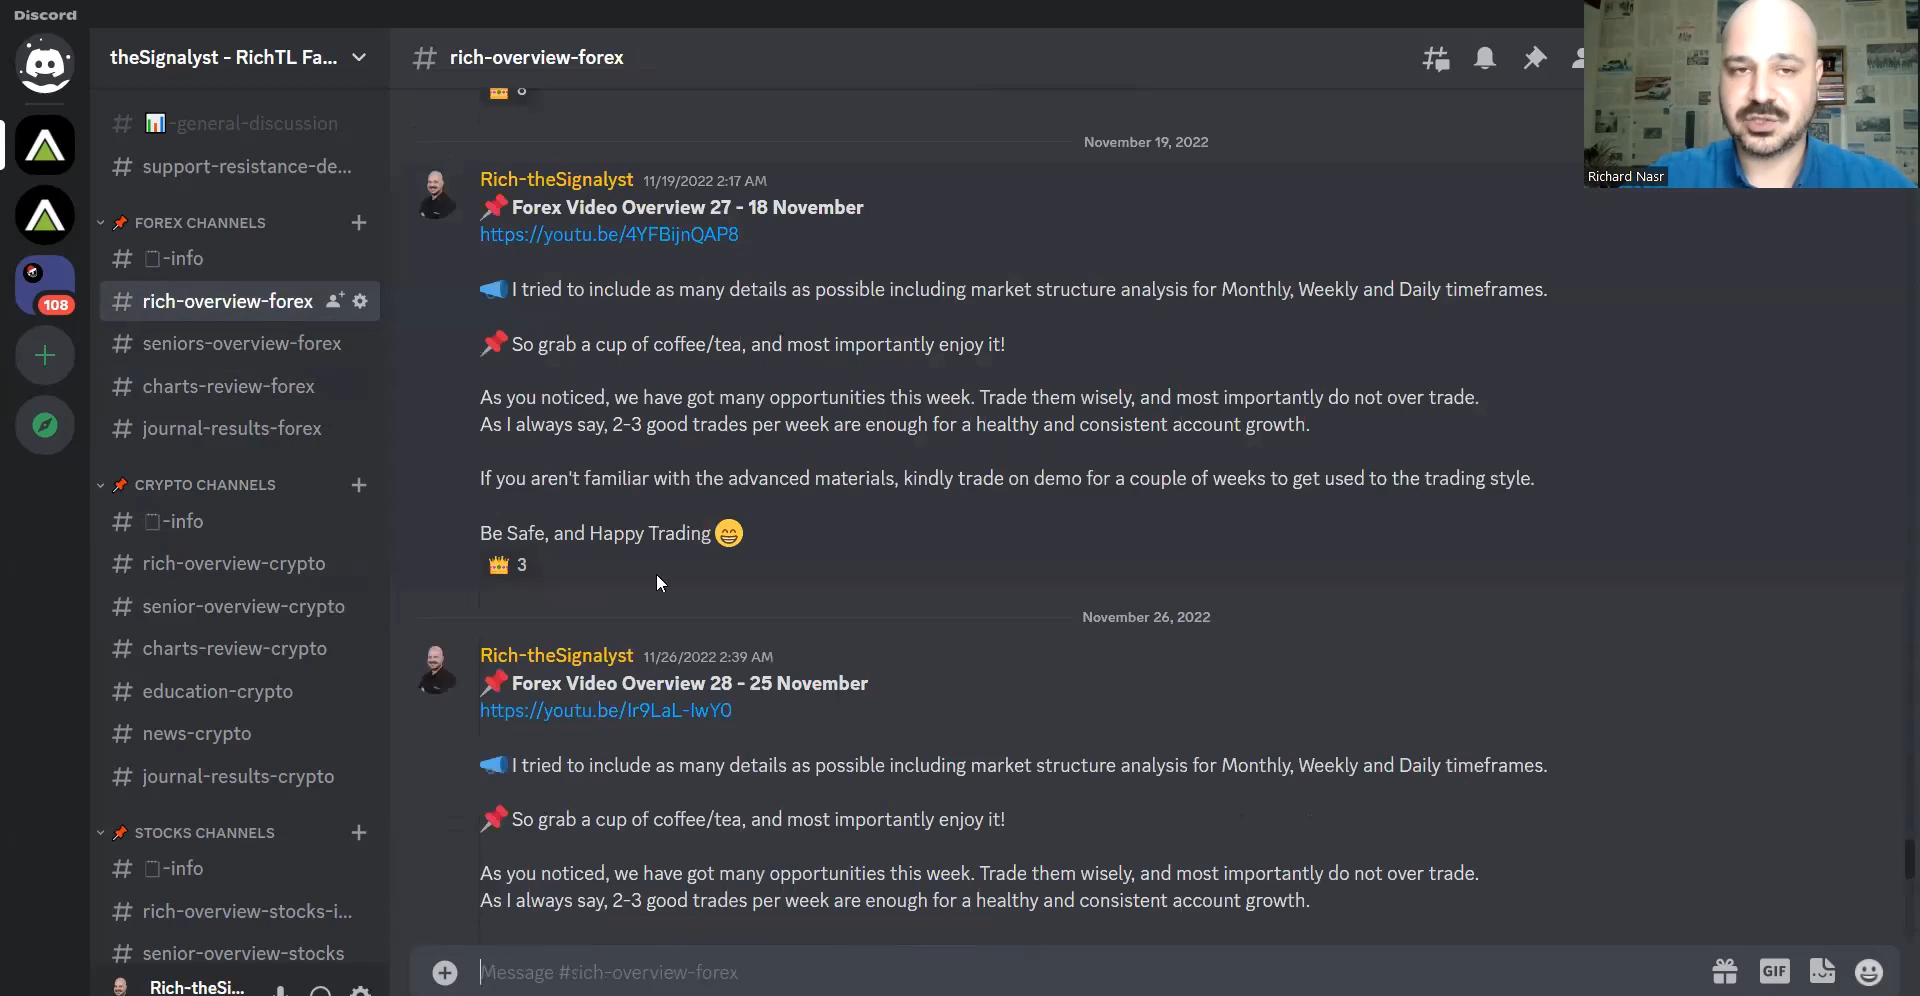 Discord
theSignalyst - RichTL Fa...
rich-overview-forex
Richard Nasr
-general-discussion
support-resistance-de...
FOREX CHANNELS
-info
rich-overview-forex
seniors-overview-forex
charts-review-forex
journal-results-forex
CRYPTO CHANNELS
-info
rich-overview-crypto
senior-overview-crypto
charts-review-crypto
education-crypto
news-crypto
journal-results-crypto
STOCKS CHANNELS
-info
rich-overview-stocks-i...
senior-overview-stocks
Rich-theSi...
108
November 19, 2022
Rich-theSignalyst 11/19/2022 2:17 AM
Forex Video Overview 27 - 18 November
https://youtu.be/4YFBijnQAP8
I tried to include as many details as possible including market structure analysis for Monthly, Weekly and Daily timeframes.
So grab a cup of coffee/tea, and most importantly enjoy it!
As you noticed, we have got many opportunities this week. Trade them wisely, and most importantly do not over trade.
As I always say, 2-3 good trades per week are enough for a healthy and consistent account growth.
If you aren't familiar with the advanced materials, kindly trade on demo for a couple of weeks to get used to the trading style.
Be Safe, and Happy Trading
3
November 26, 2022
Rich-theSignalyst 11/26/2022 2:39 AM
Forex Video Overview 28 - 25 November
https://youtu.be/Ir9LaL-IwY0
I tried to include as many details as possible including market structure analysis for Monthly, Weekly and Daily timeframes.
So grab a cup of coffee/tea, and most importantly enjoy it!
As you noticed, we have got many opportunities this week. Trade them wisely, and most importantly do not over trade.
As I always say, 2-3 good trades per week are enough for a healthy and consistent account growth.
Message #rich-overview-forex
GIF